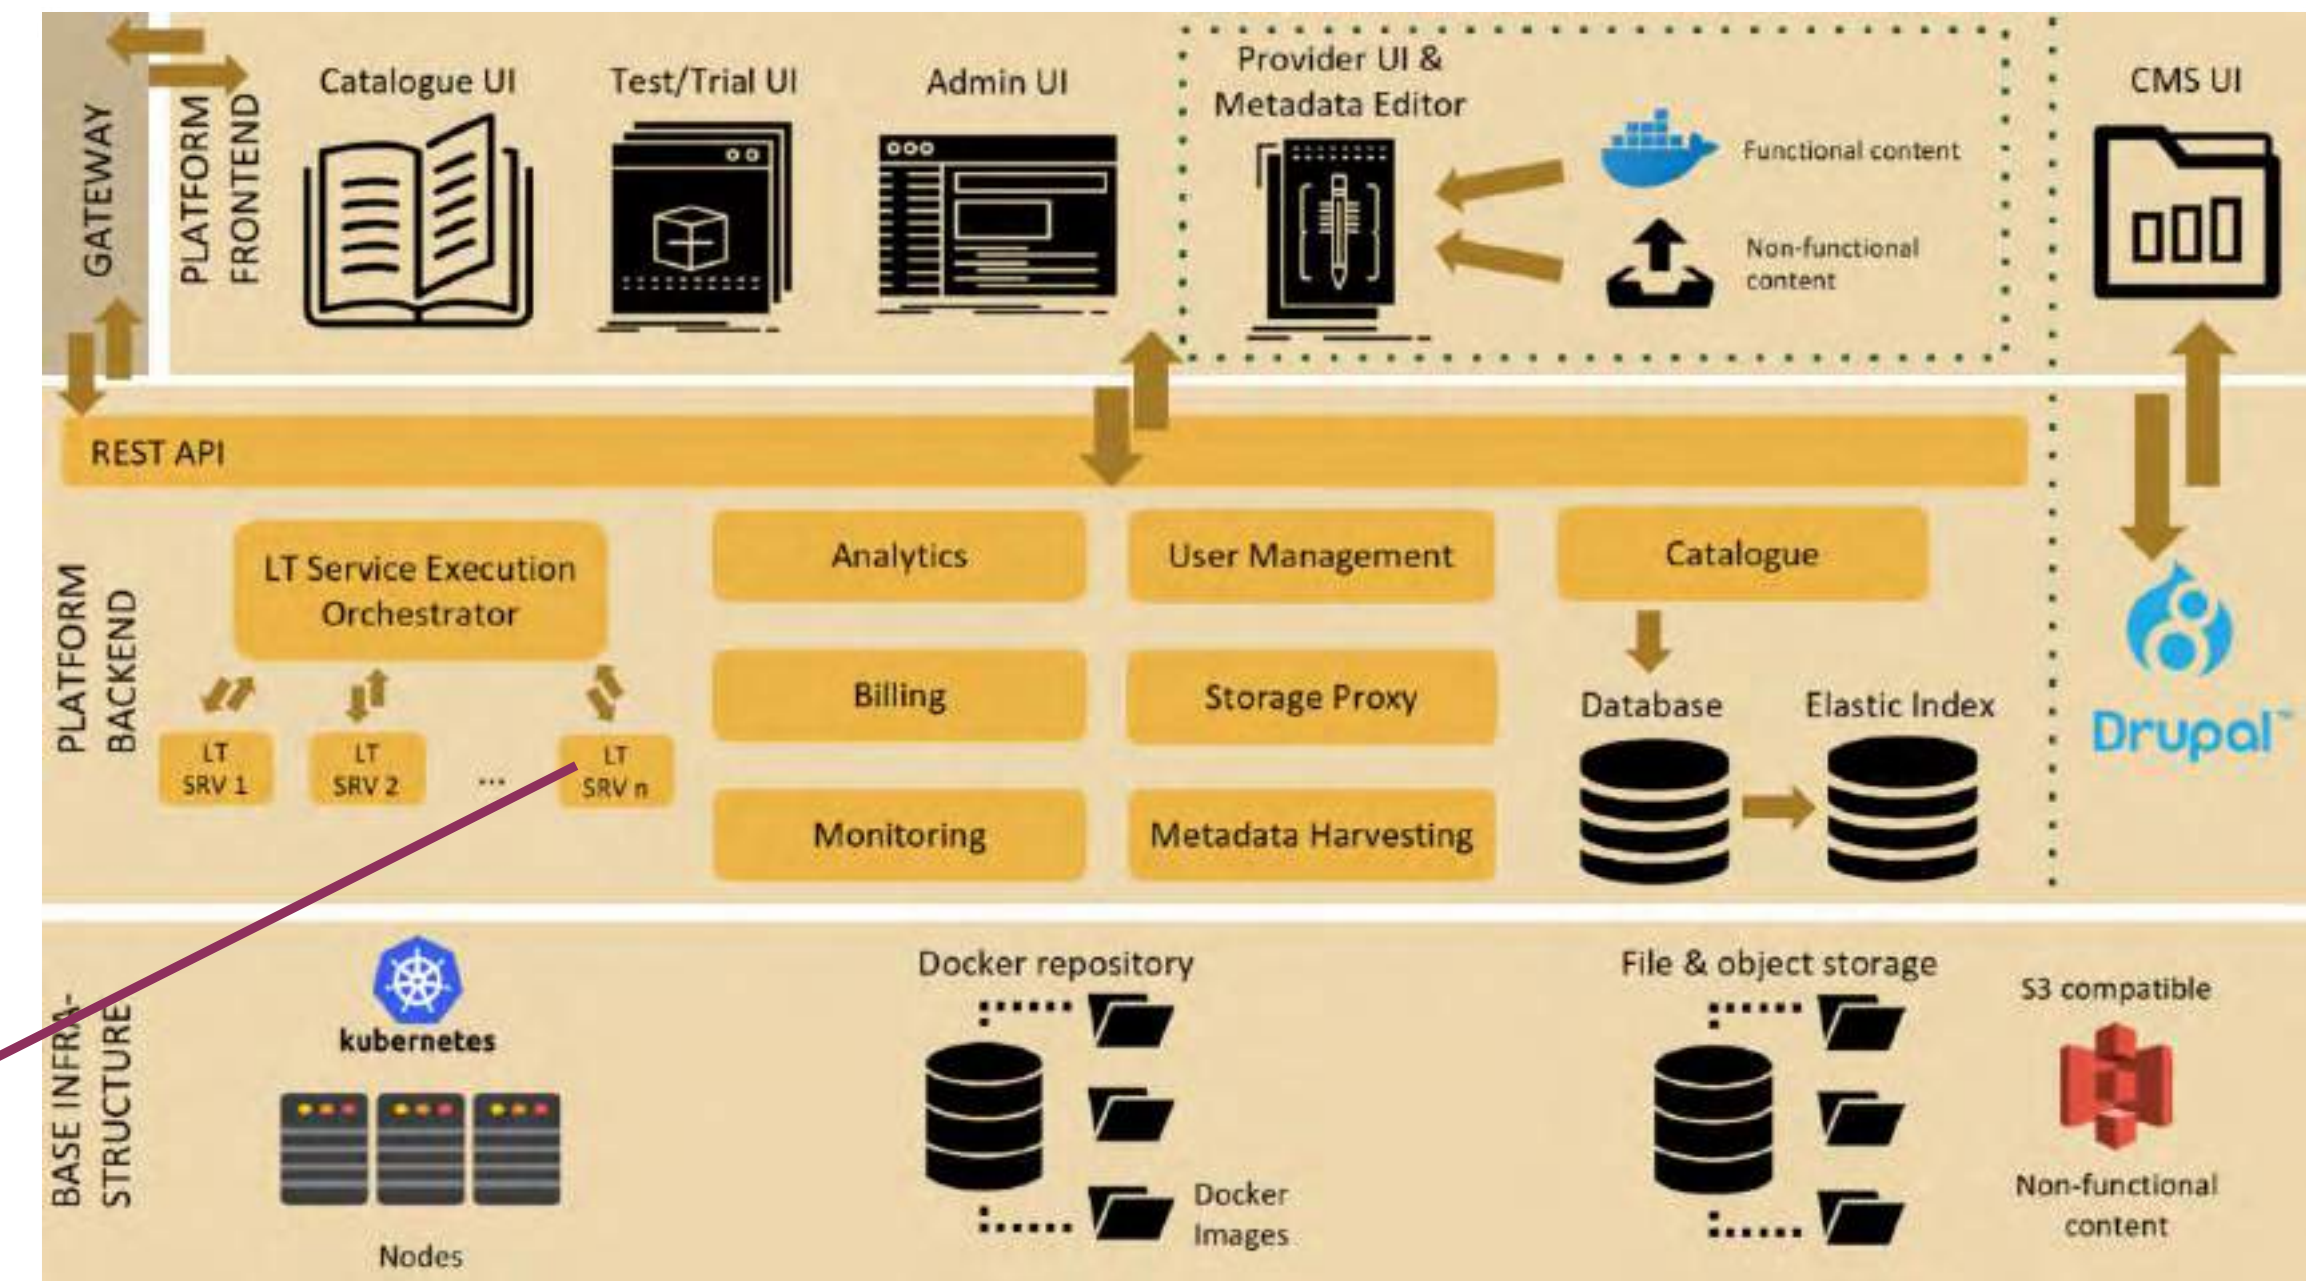 GATEWAY
PLATFORM
FRONTEND
Catalogue UI
Test/Trial UI
Admin UI
Provider UI &
Metadata Editor
Functional content
Non-functional
content
CMS UI
REST API
PLATFORM
BACKEND
LT Service Execution
Orchestrator
LT
SRV 1
LT
SRV 2
...
LT
SRV n
Analytics
User Management
Catalogue
Billing
Storage Proxy
Monitoring
Metadata Harvesting
Database
Elastic Index
Drupal™
BASE INFRA-
STRUCTURE
kubernetes
Nodes
Docker repository
Docker
Images
File & object storage
S3 compatible
Non-functional
content